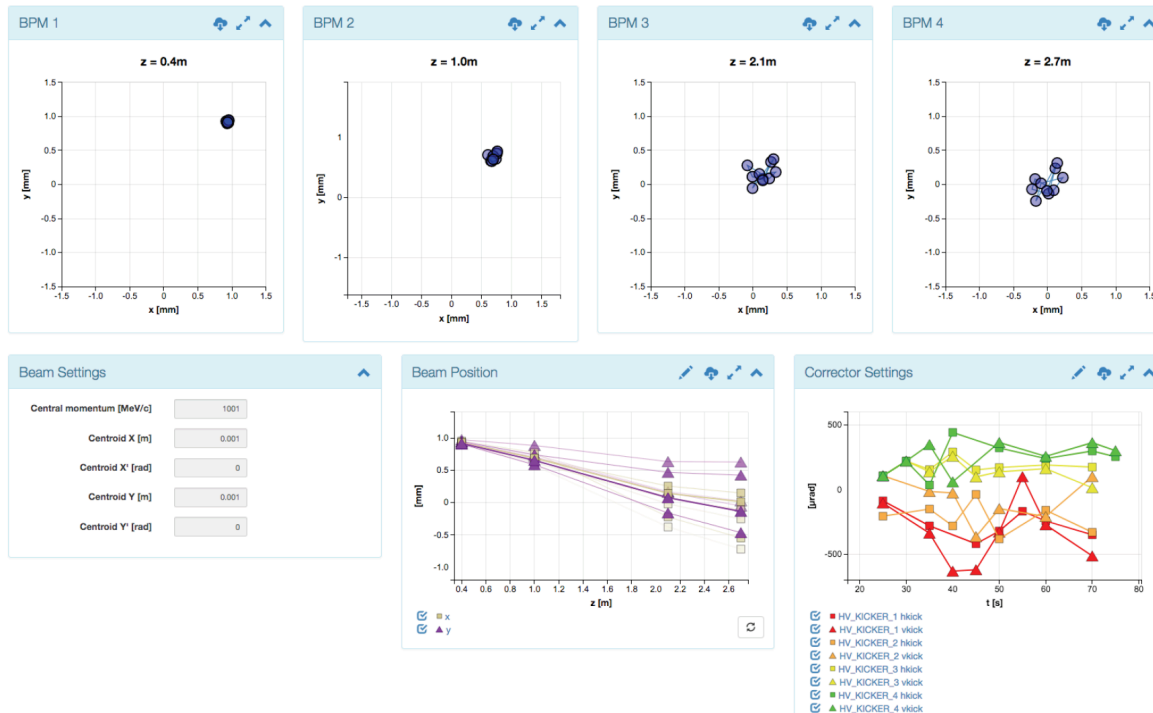 BPM 1
z = 0.4m
1.5
1.0
0.5
0
-0.5
-1.0
-1.5
y [mm]
-1.5 -1.0 -0.5 0 0.5 1.0 1.5
x [mm]
BPM 2
z = 1.0m
1
0
-1
y [mm]
-1.5 -1.0 -0.5 0 0.5 1.0 1.5
x [mm]
BPM 3
z = 2.1m
1.5
1.0
0.5
0
-0.5
-1.0
-1.5
y [mm]
-1.5 -1.0 -0.5 0 0.5 1.0 1.5
x [mm]
BPM 4
z = 2.7m
1.5
1.0
0.5
0
-0.5
-1.0
-1.5
y [mm]
-1.5 -1.0 -0.5 0 0.5 1.0 1.5
x [mm]
Beam Settings
Central momentum [MeV/c] 1001
Centroid X [m] 0.001
Centroid X' [rad] 0
Centroid Y [m] 0.001
Centroid Y' [rad] 0
Beam Position
1.0
0.5
0.0
-0.5
-1.0
[mm]
0.4 0.6 0.8 1.0 1.2 1.4 1.6 1.8 2.0 2.2 2.4 2.6
z [m]
x
y
Corrector Settings
500
0
-500
[µrad]
20 30 40 50 60 70 80
t [s]
HV_KICKER_1 hkick
HV_KICKER_1 vkick
HV_KICKER_2 hkick
HV_KICKER_2 vkick
HV_KICKER_3 hkick
HV_KICKER_3 vkick
HV_KICKER_4 hkick
HV_KICKER_4 vkick